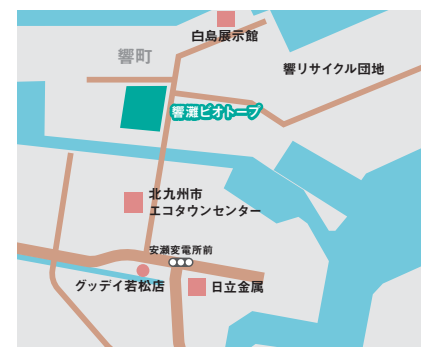 白島展示館
響町
響リサイクル団地
響灘ビオトープ
北九州市
エコタウンセンター
安瀬変電所前
グッデイ若松店
日立金属